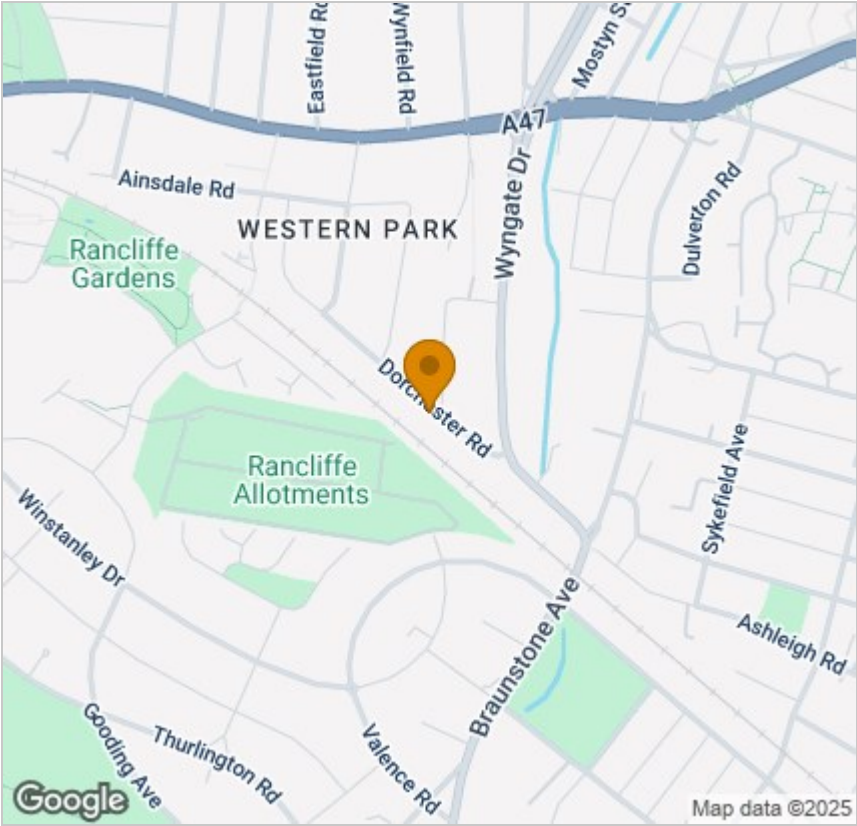 Eastfield Rd
Wynfield Rd
Mostyn S
A47
Ainsdale Rd
Wyngate Dr
Dulverton Rd
WESTERN PARK
Rancliffe
Gardens
Dorchester Rd
Rancliffe
Allotments
Sykefield Ave
Winstanley Dr
Braunstone Ave
Ashleigh Rd
Gooding Ave
Thurlington Rd
Valence Rd
Google
Map data ©2025